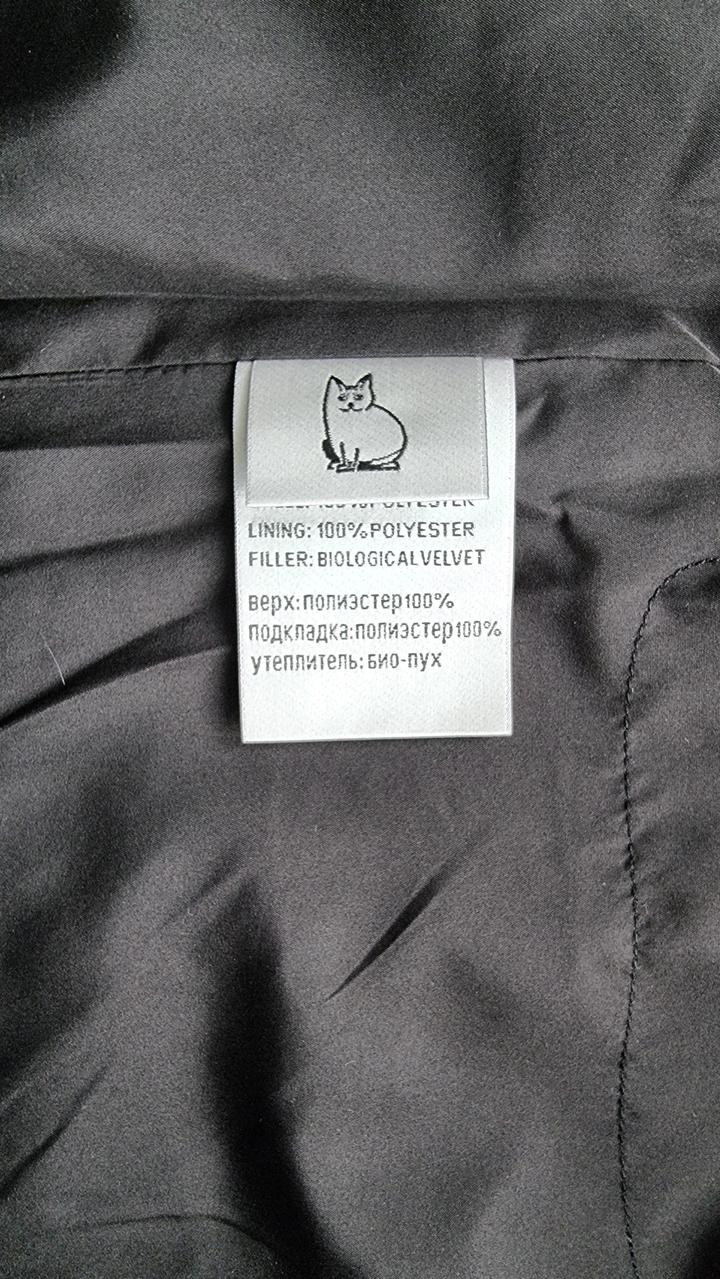 LINING: 100%POLYESTER
FILLER: BIOLOGICALVELVET
верх:полиэстер100%
подкладка:полиэстер100%
утеплитель:био-пух